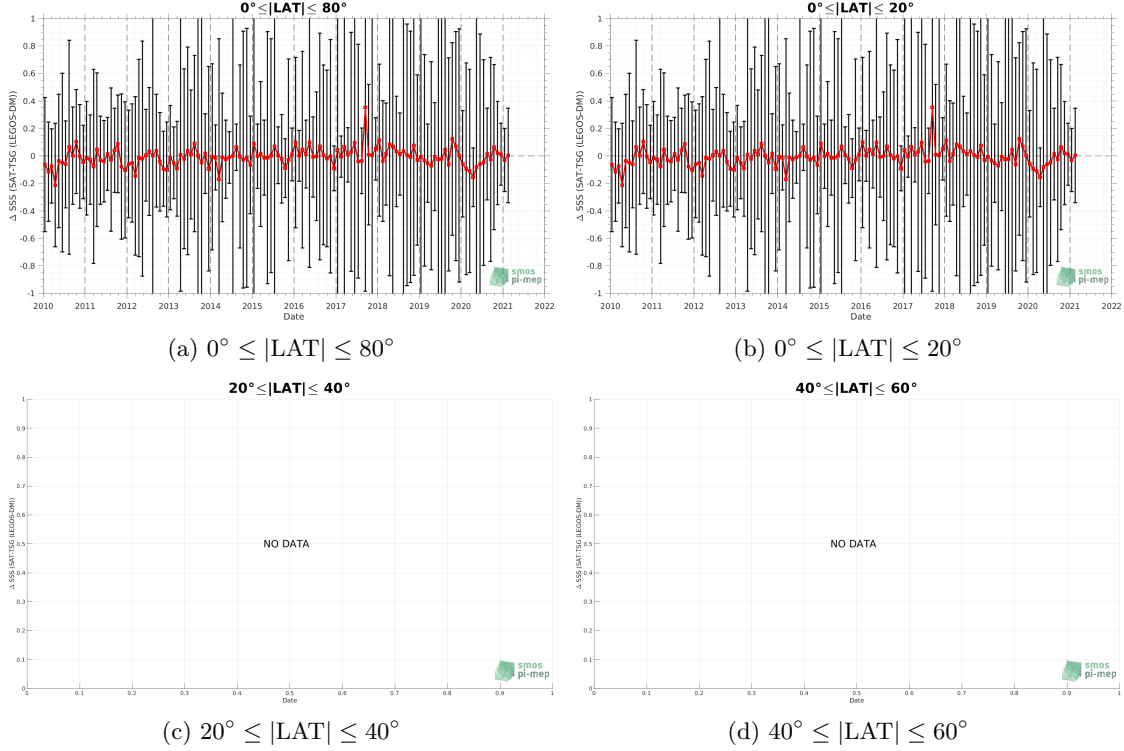 0°≤|LAT|≤ 80°
1
0.8
0.6
0.4
0.2
0
-0.2
-0.4
-0.6
-0.8
-1
Δ SSS (SAT-TSG (LEGOS-DM))
2010 2011 2012 2013 2014 2015 2016 2017 2018 2019 2020 2021 2022
Date
smos
pi-mep
(a) 0° ≤ |LAT| ≤ 80°
0°≤|LAT|≤ 20°
1
0.8
0.6
0.4
0.2
0
-0.2
-0.4
-0.6
-0.8
-1
Δ SSS (SAT-TSG (LEGOS-DM))
2010 2011 2012 2013 2014 2015 2016 2017 2018 2019 2020 2021 2022
Date
smos
pi-mep
(b) 0° ≤ |LAT| ≤ 20°
20°≤|LAT|≤ 40°
1
0.9
0.8
0.7
0.6
0.5
0.4
0.3
0.2
0.1
0
Δ SSS (SAT-TSG (LEGOS-DM))
NO DATA
0 0.1 0.2 0.3 0.4 0.5 0.6 0.7 0.8 0.9 1
Date
smos
pi-mep
(c) 20° ≤ |LAT| ≤ 40°
40°≤|LAT|≤ 60°
1
0.9
0.8
0.7
0.6
0.5
0.4
0.3
0.2
0.1
0
Δ SSS (SAT-TSG (LEGOS-DM))
NO DATA
0 0.1 0.2 0.3 0.4 0.5 0.6 0.7 0.8 0.9 1
Date
smos
pi-mep
(d) 40° ≤ |LAT| ≤ 60°